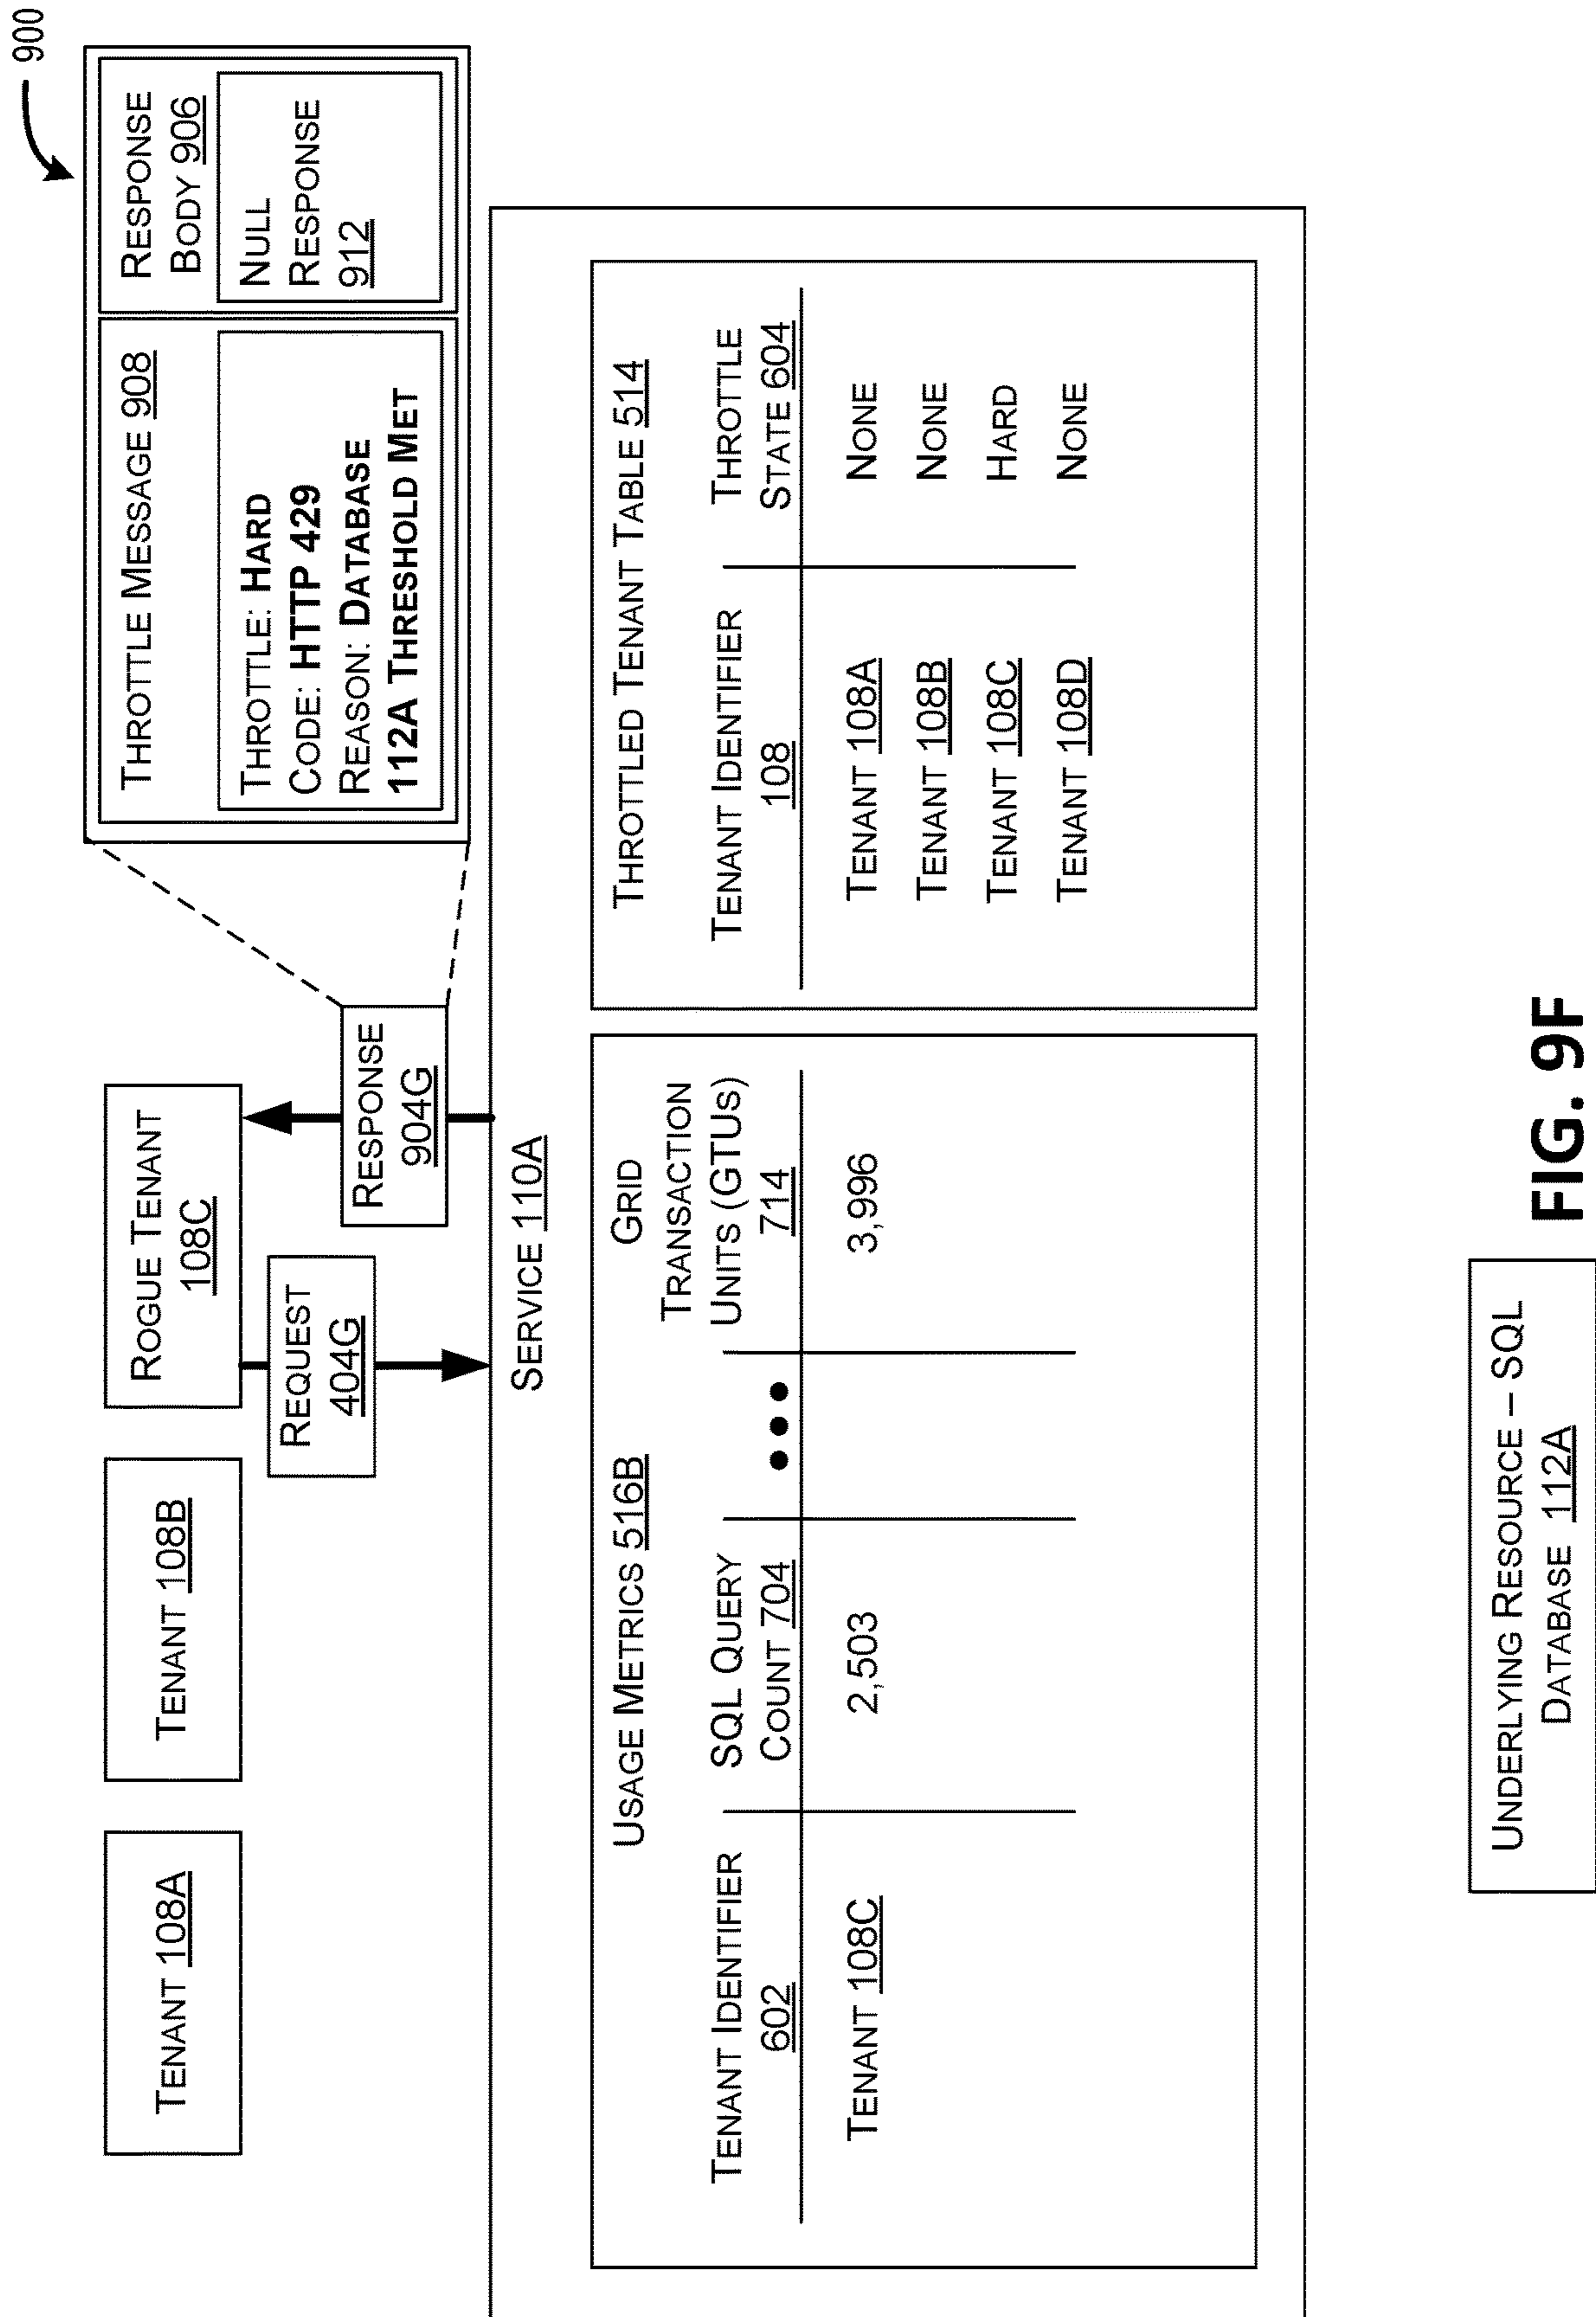 900
TENANT 108A
TENANT 108B
ROGUE TENANT
108C
REQUEST
404G
RESPONSE
904G
THROTTLE MESSAGE 908
THROTTLE: HARD
CODE: HTTP 429
REASON: DATABASE
112A THRESHOLD MET
RESPONSE
BODY 906
NULL
RESPONSE
912
SERVICE 110A
USAGE METRICS 516B
TENANT IDENTIFIER
602
SQL QUERY
COUNT 704
GRID
TRANSACTION
UNITS (GTUS)
714
TENANT 108C
2,503
3,996
THROTTLED TENANT TABLE 514
TENANT IDENTIFIER
108
THROTTLE
STATE 604
TENANT 108A NONE
TENANT 108B NONE
TENANT 108C HARD
TENANT 108D NONE
UNDERLYING RESOURCE – SQL
DATABASE 112A
FIG. 9F